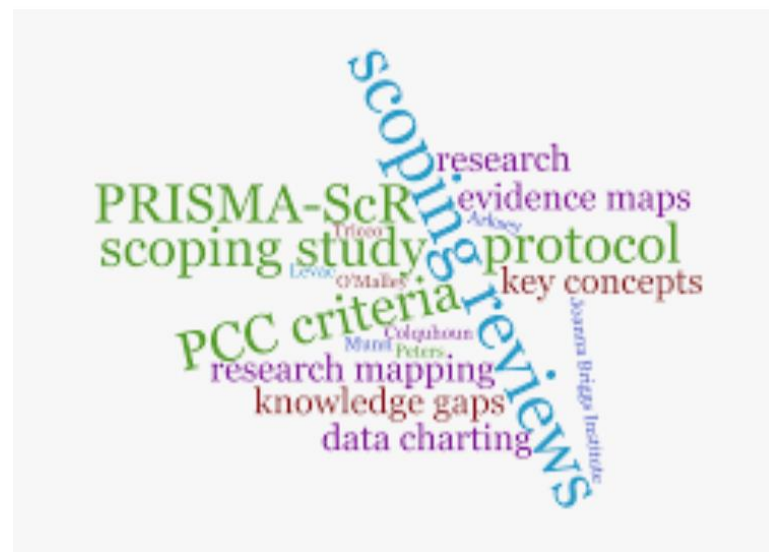 scoping reviews
research
PRISMA-ScR
evidence maps
Arksey
Tricco
scoping study
protocol
Levac
O'Malley
key concepts
PCC criteria
Joanna Briggs Institute
Colquhoun
Munn
Peters
research mapping
knowledge gaps
data charting